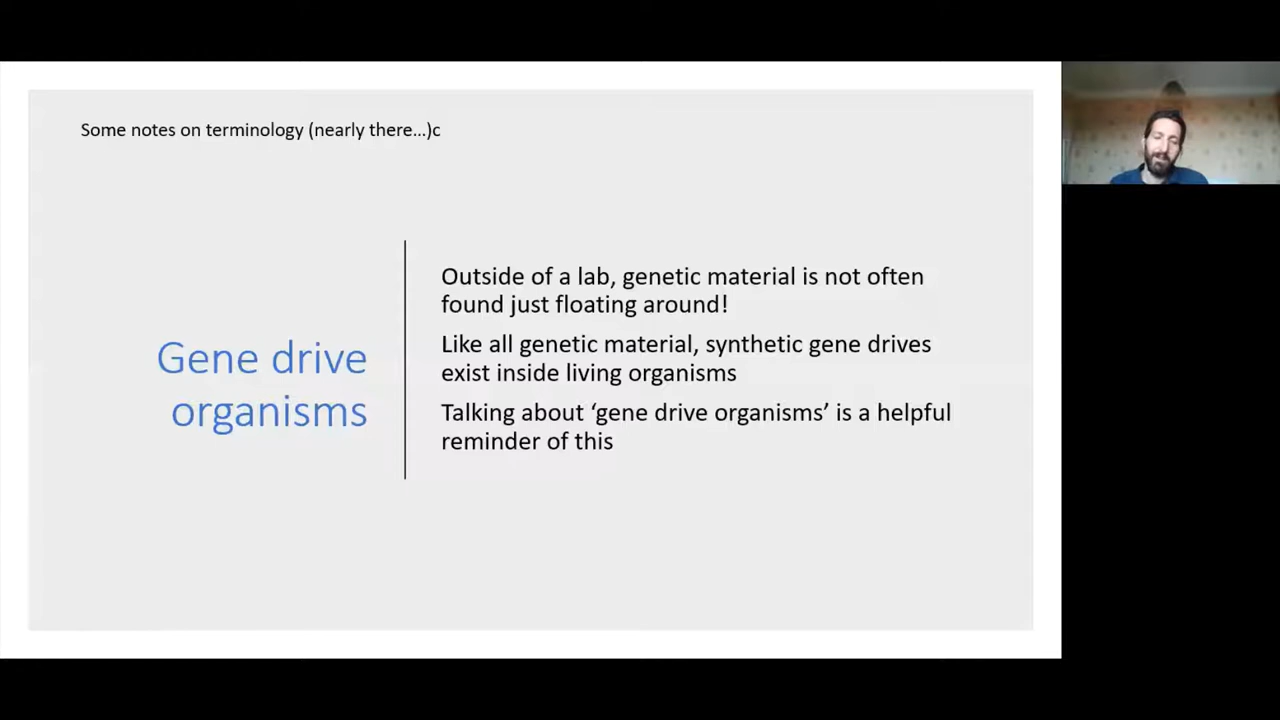 Some notes on terminology (nearly there...)c
Gene drive
organisms
Outside of a lab, genetic material is not often
found just floating around!
Like all genetic material, synthetic gene drives
exist inside living organisms
Talking about ‘gene drive organisms’ is a helpful
reminder of this